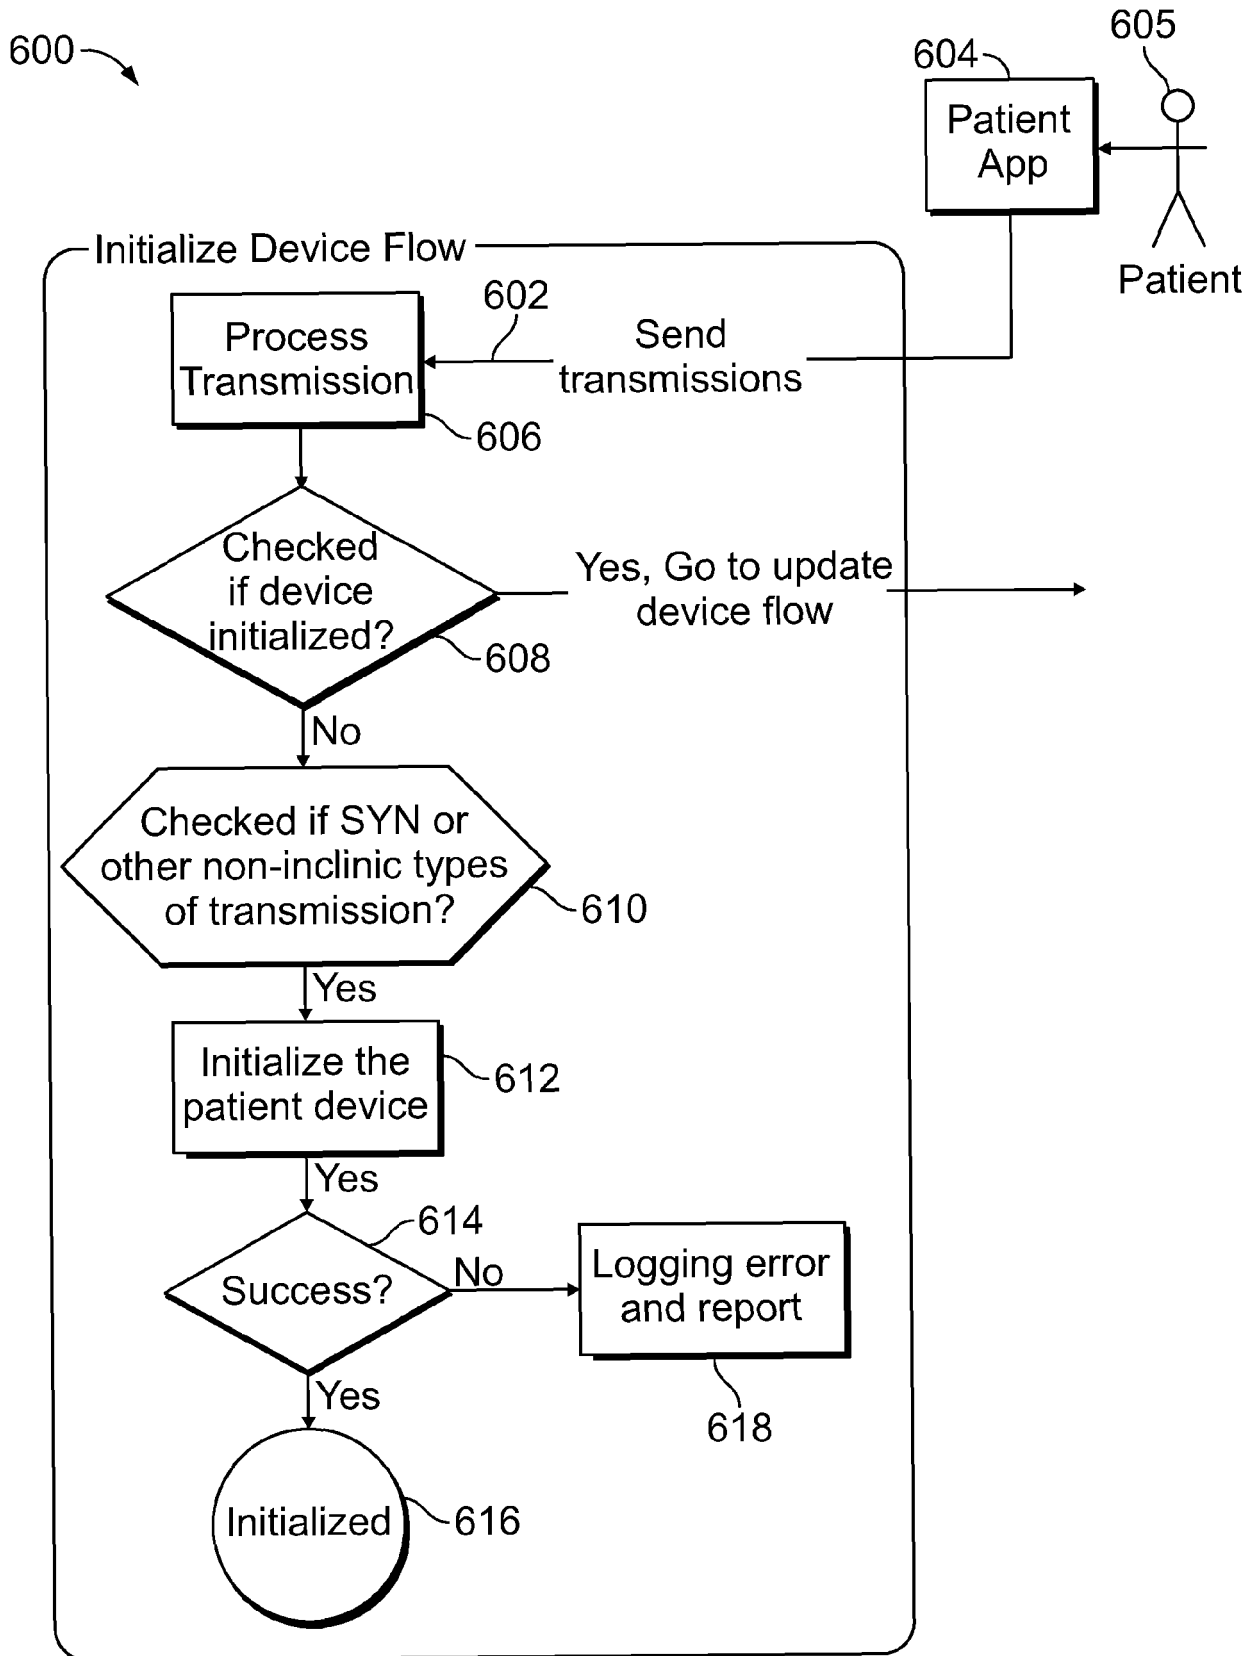 600
605
604
Patient
App
Patient
Initialize Device Flow
602
Process
Transmission
Send
transmissions
606
Checked
if device
initialized?
Yes, Go to update
device flow
608
No
Checked if SYN or
other non-inclinic types
of transmission?
610
Yes
Initialize the
patient device
612
Yes
614
Success?
No
Logging error
and report
618
Yes
Initialized
616